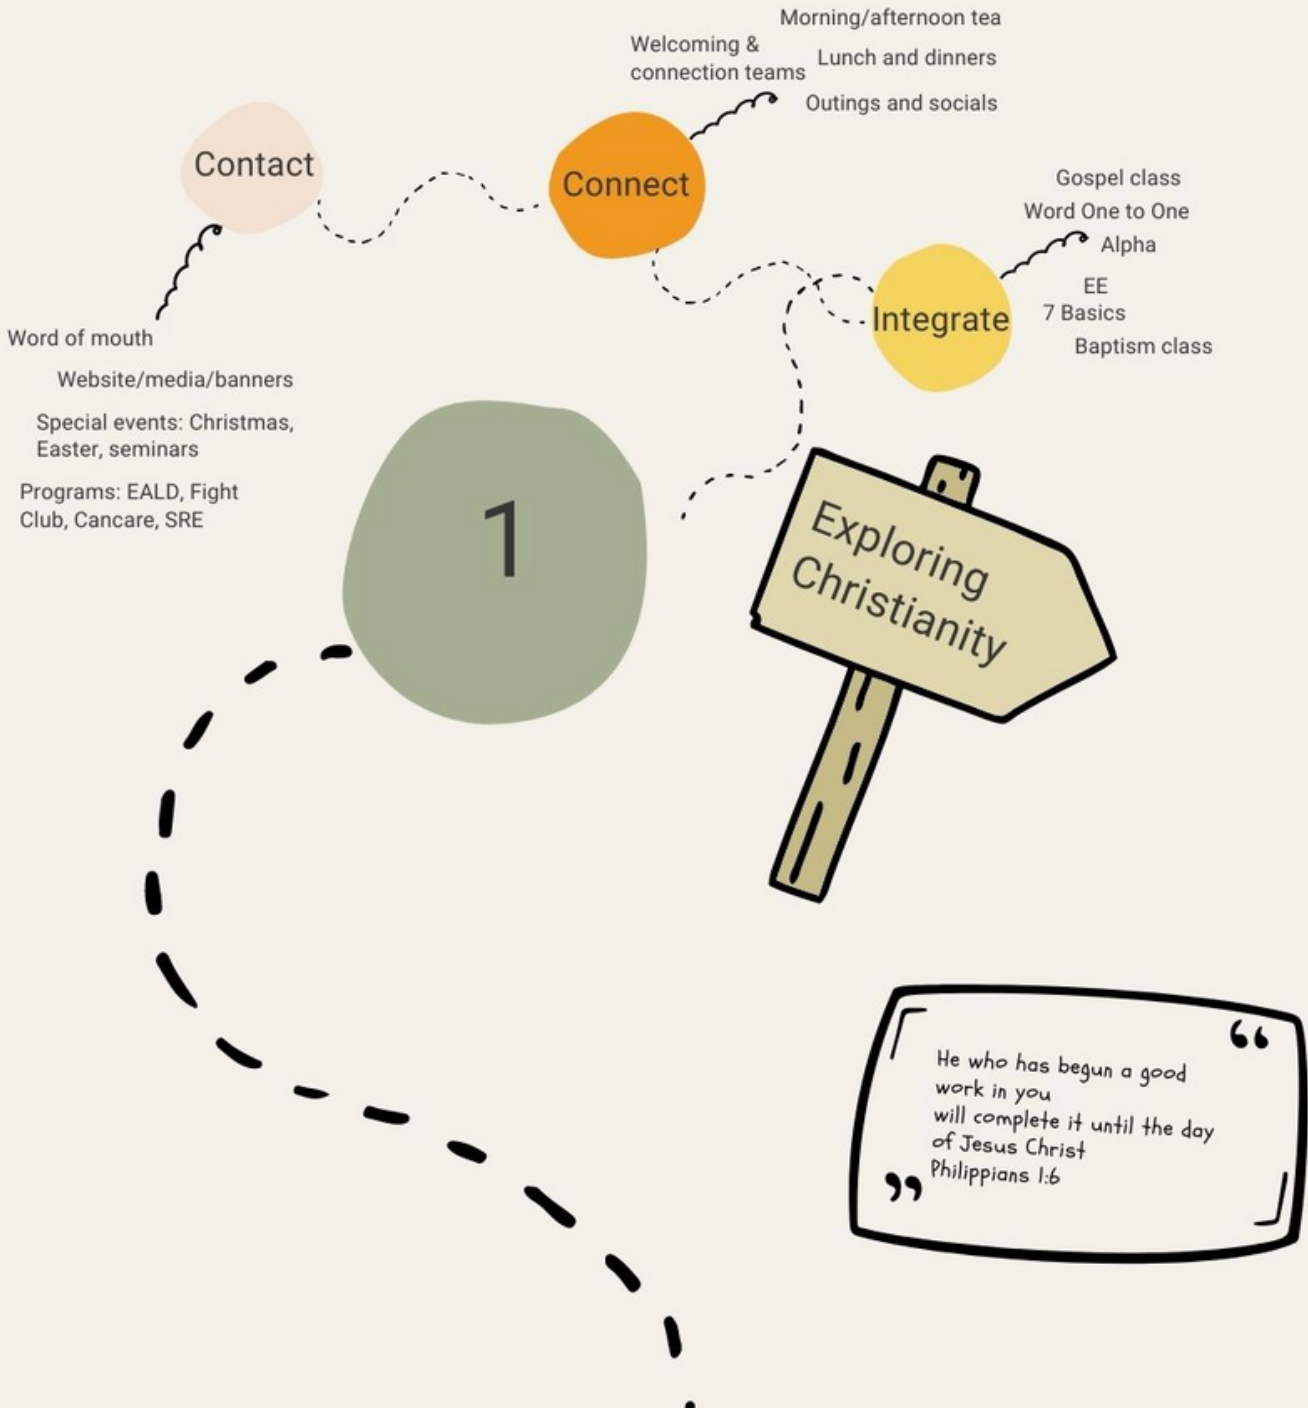 Morning/afternoon tea
Welcoming &
connection teams
Lunch and dinners
Outings and socials
Contact
Connect
Gospel class
Word One to One
Alpha
EE
7 Basics
Baptism class
Integrate
Word of mouth
Website/media/banners
Special events: Christmas,
Easter, seminars
Programs: EALD, Fight
Club, Cancare, SRE
1
Exploring
Christianity
“
He who has begun a good
work in you
will complete it until the day
of Jesus Christ
Philippians 1:6
”